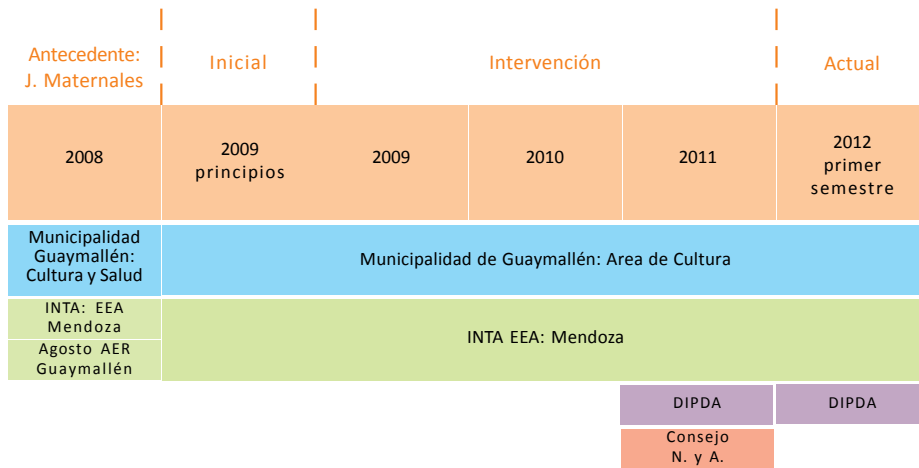 Antecedente:
J. Maternales
Inicial
Intervención
Actual
2008
2009
principios
2009
2010
2011
2012
primer
semestre
Municipalidad
Guaymallén:
Cultura y Salud
Municipalidad de Guaymallén: Area de Cultura
INTA: EEA
Mendoza
Agosto AER
Guaymallén
INTA EEA: Mendoza
DIPDA
DIPDA
Consejo
N. y A.